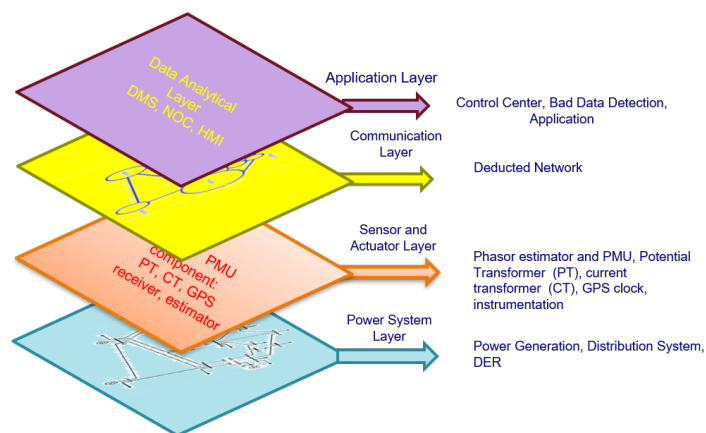 Data Analytical
Layer
DMS, NOC, HMI
Application Layer
Control Center, Bad Data Detection,
Application
Communication
Layer
Deducted Network
PMU
component:
PT, CT, GPS
receiver, estimator
Sensor and
Actuator Layer
Phasor estimator and PMU, Potential
Transformer (PT), current
transformer (CT), GPS clock,
instrumentation
Power System
Layer
Power Generation, Distribution System,
DER